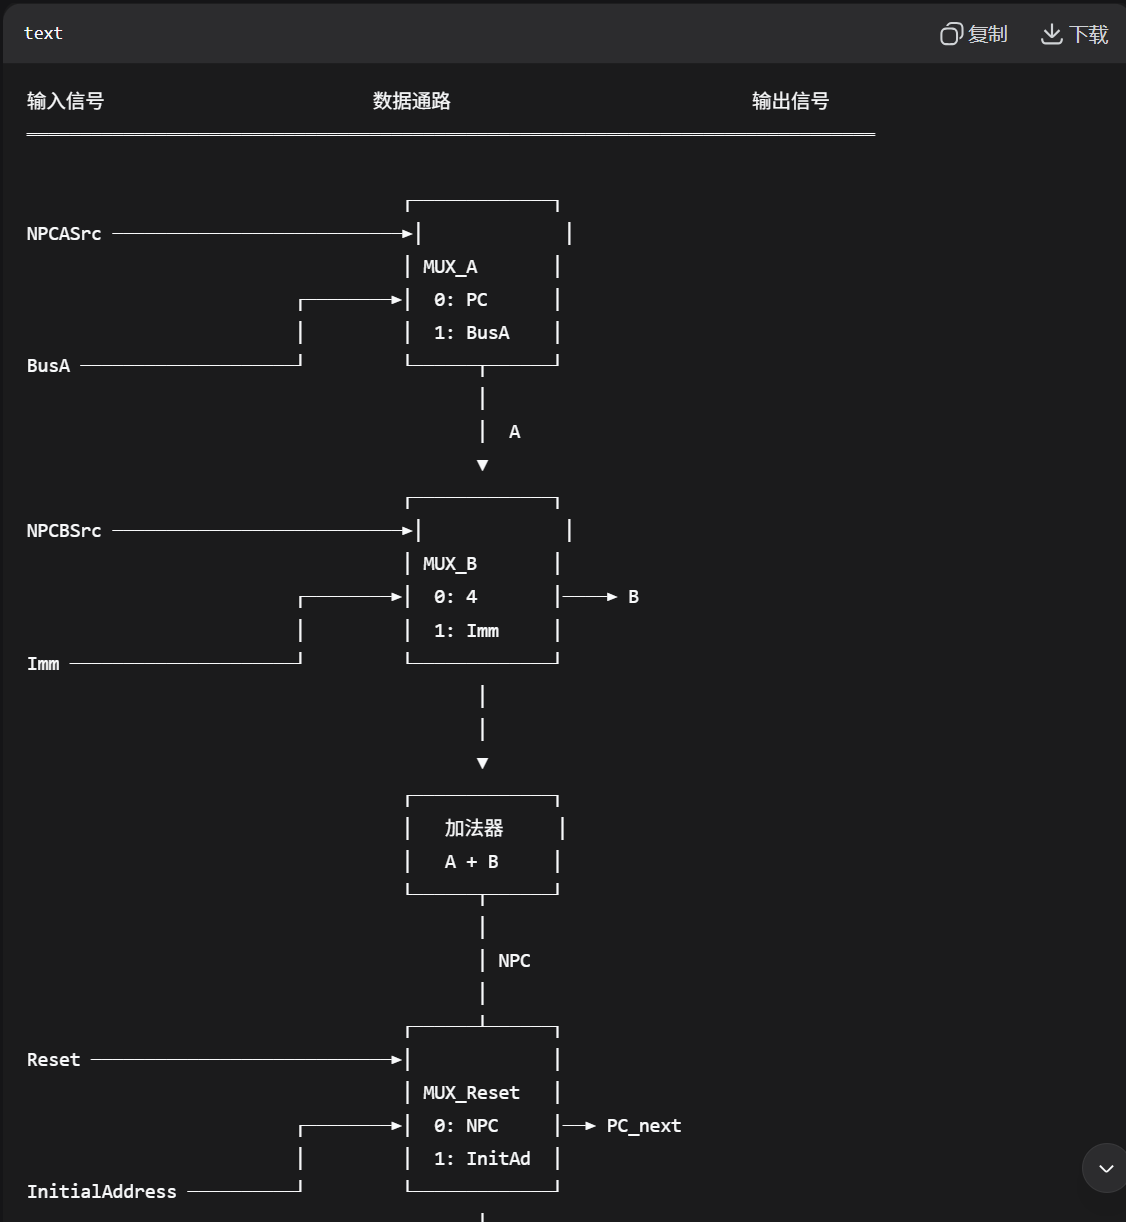 text 复制 下载
输入信号 数据通路 输出信号
NPCASrc
MUX_A
0: PC
1: BusA
BusA
A
NPCBSrc
MUX_B
0: 4 B
1: Imm
Imm
加法器
A + B
NPC
Reset
MUX_Reset
0: NPC PC_next
1: InitAd
InitialAddress